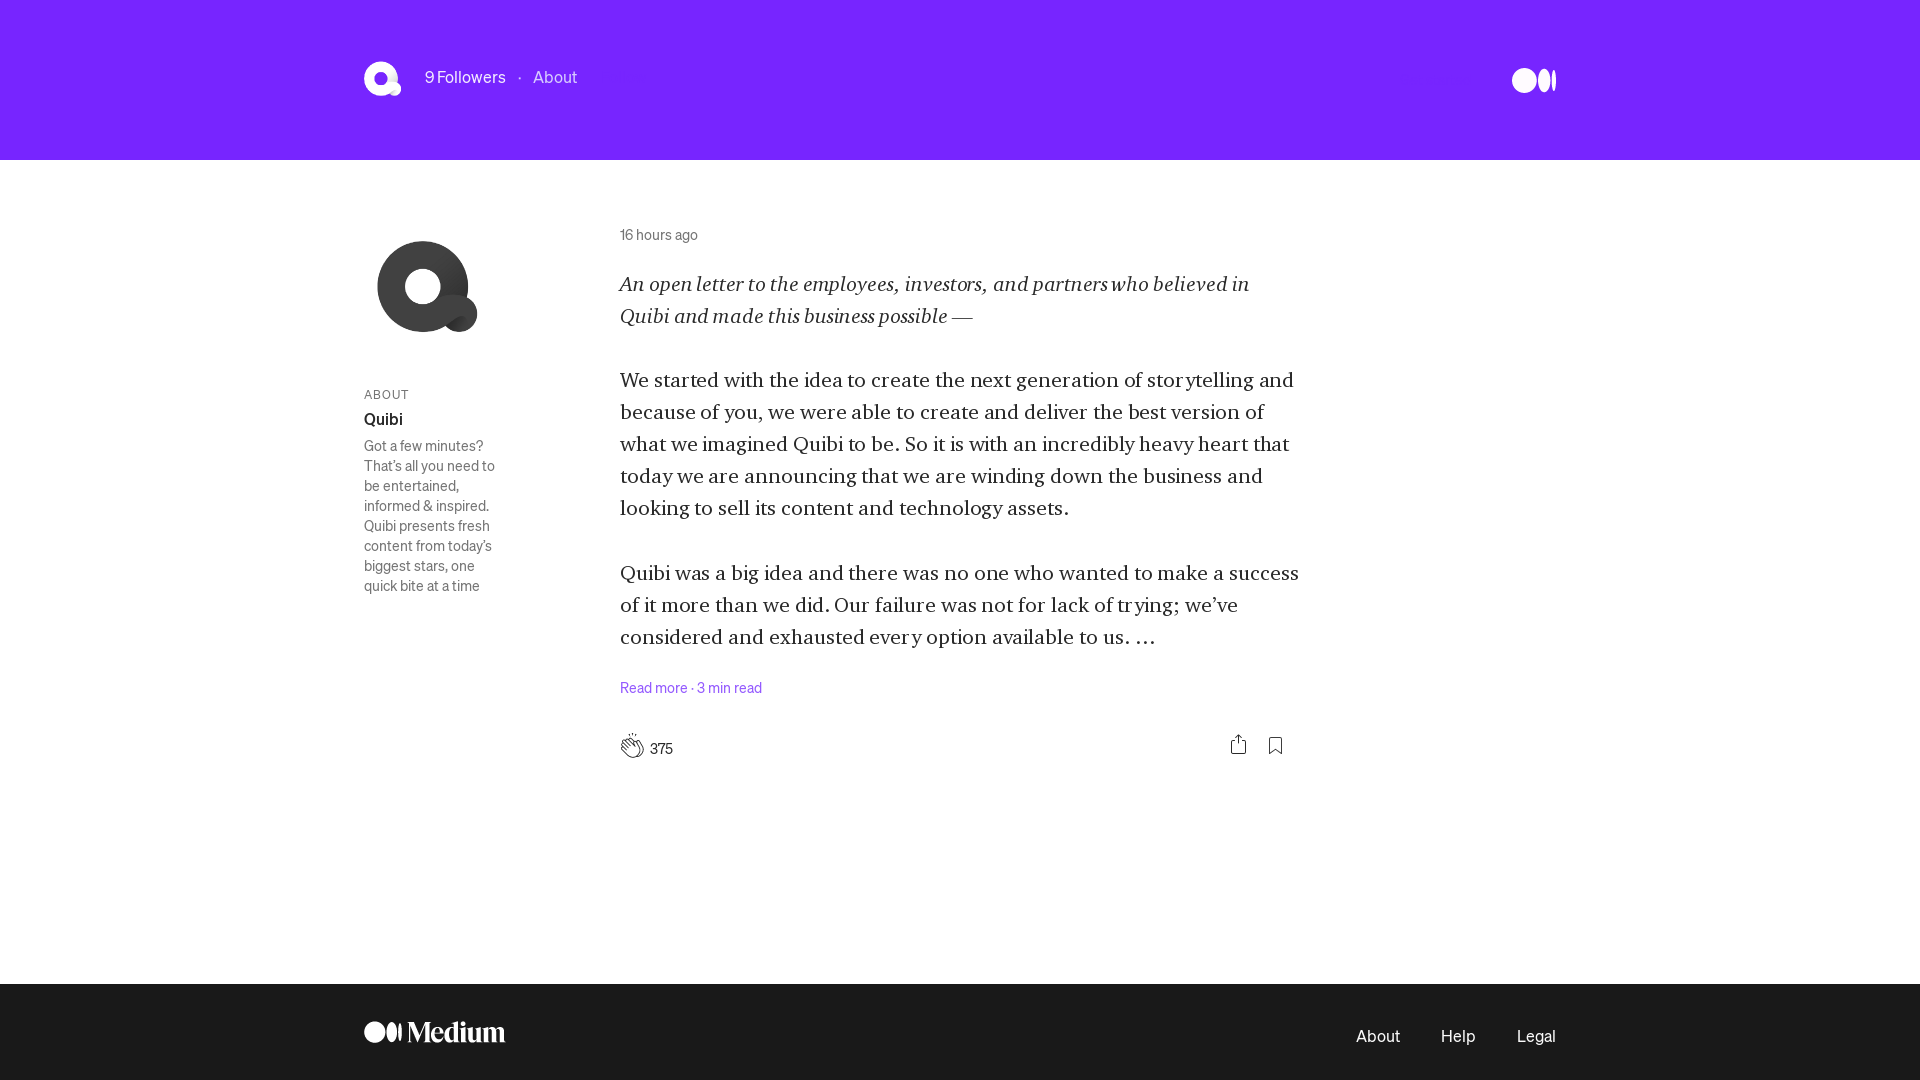 9 Followers · About
16 hours ago
An open letter to the employees, investors, and partners who believed in
Quibi and made this business possible —
We started with the idea to create the next generation of storytelling and
because of you, we were able to create and deliver the best version of
what we imagined Quibi to be. So it is with an incredibly heavy heart that
today we are announcing that we are winding down the business and
looking to sell its content and technology assets.
Quibi was a big idea and there was no one who wanted to make a success
of it more than we did. Our failure was not for lack of trying; we’ve
considered and exhausted every option available to us. …
Read more · 3 min read
375
ABOUT
Quibi
Got a few minutes?
That’s all you need to
be entertained,
informed & inspired.
Quibi presents fresh
content from today’s
biggest stars, one
quick bite at a time
Medium
About Help Legal